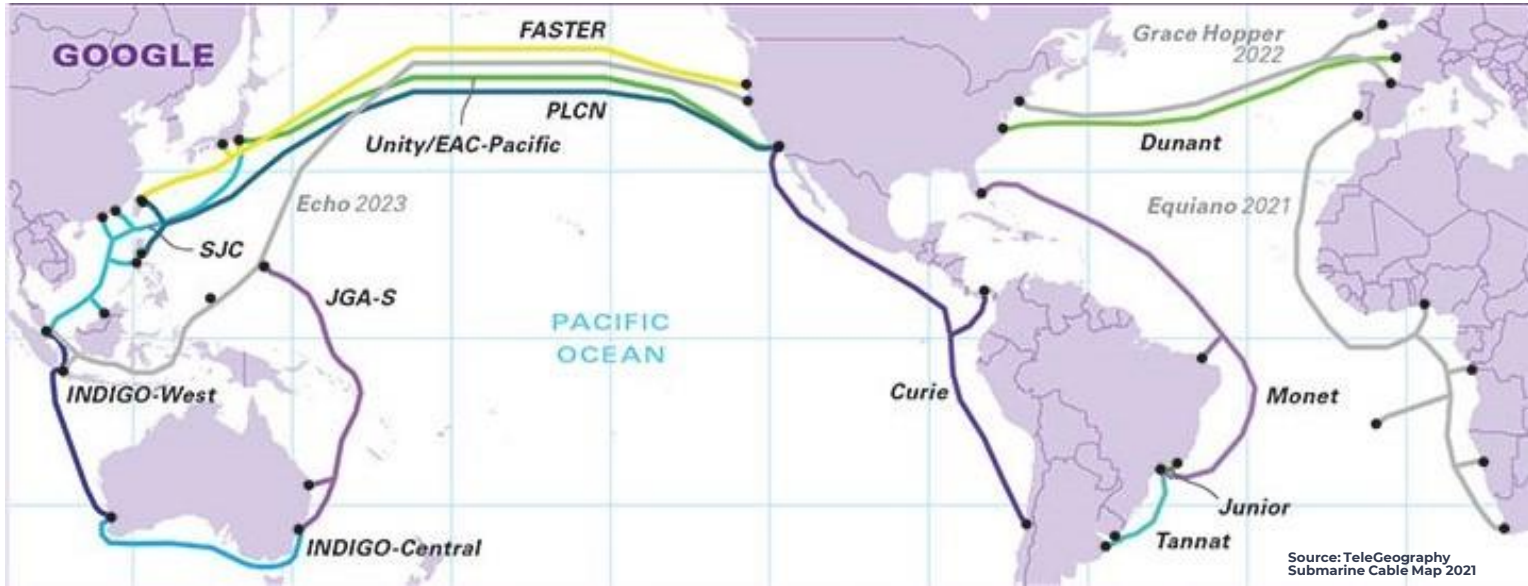 GOOGLE
FASTER
Grace Hopper
2022
PLCN
Unity/EAC-Pacific
Dunant
Echo 2023
Equiano 2021
SJC
JGA-S
PACIFIC
OCEAN
INDIGO-West
Curie
Monet
Junior
INDIGO-Central
Tannat
Source: TeleGeography
Submarine Cable Map 2021